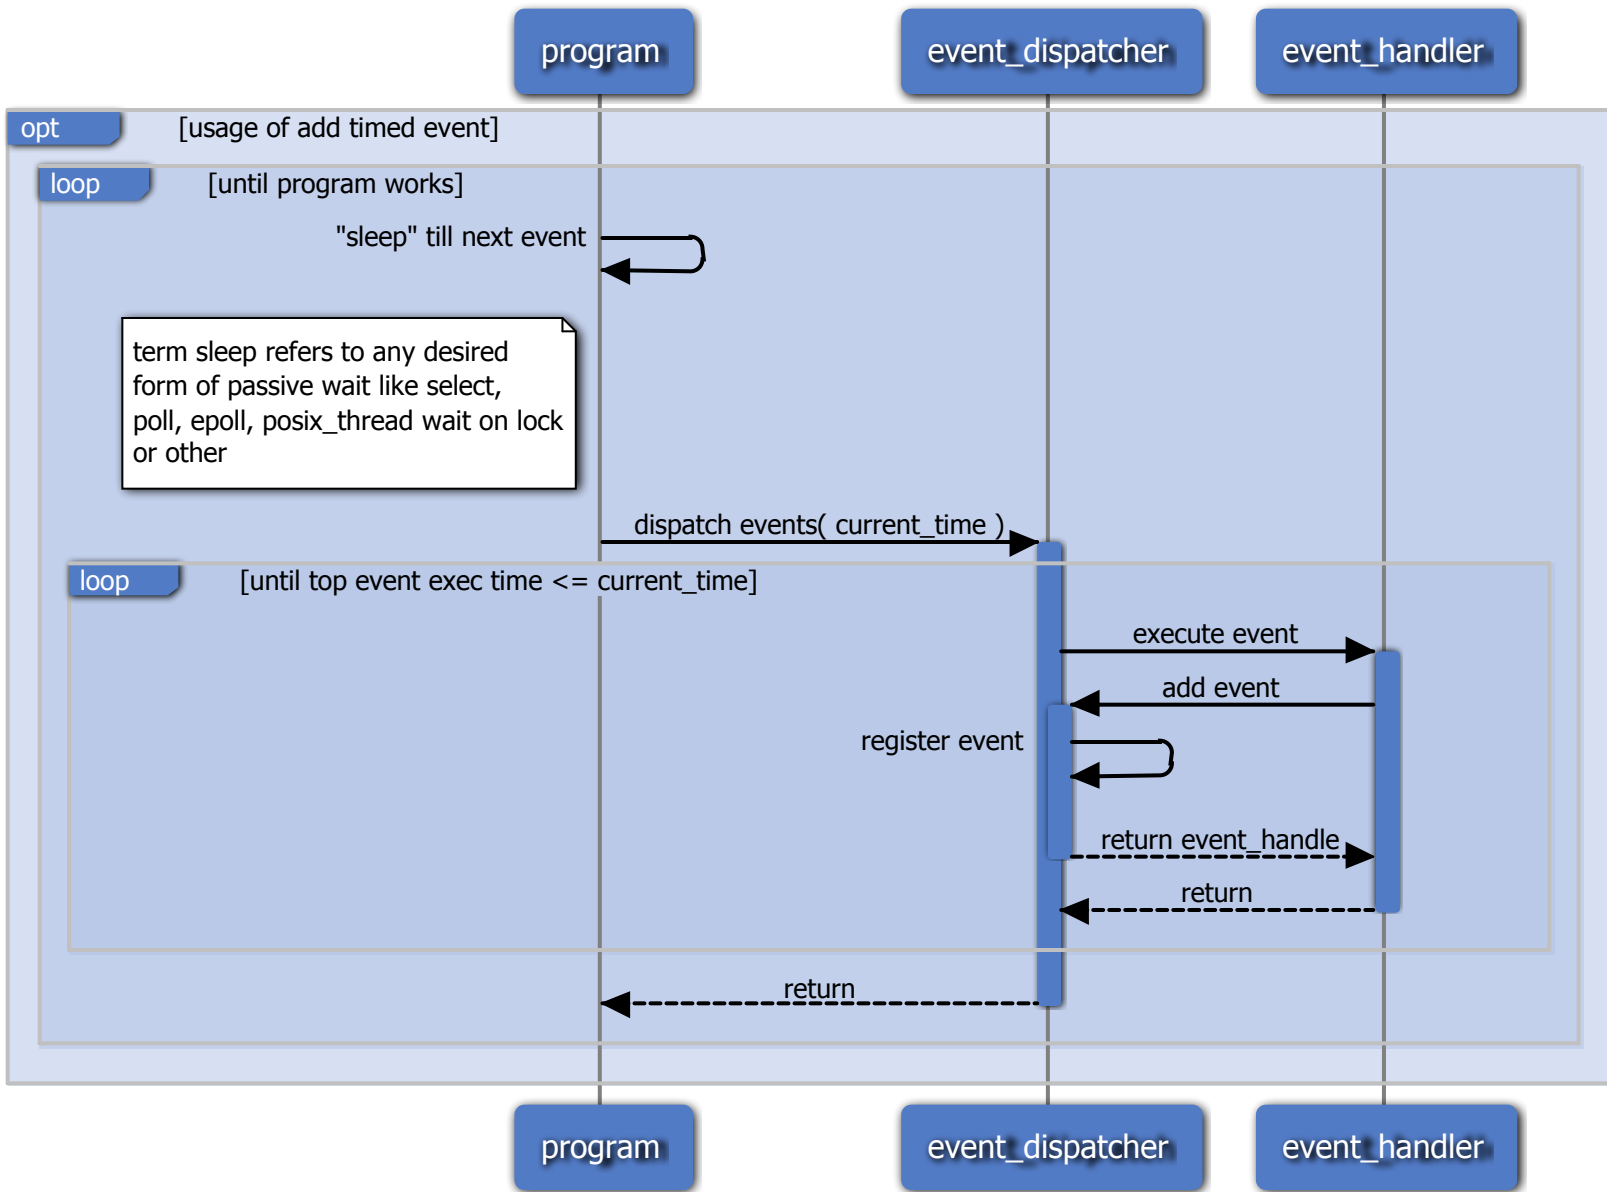 program
event_dispatcher
event_handler
opt
[usage of add timed event]
loop
[until program works]
"sleep" till next event
term sleep refers to any desired
form of passive wait like select,
poll, epoll, posix_thread wait on lock
or other
dispatch events( current_time )
loop
[until top event exec time <= current_time]
execute event
add event
register event
return event_handle
return
return
program
event_dispatcher
event_handler